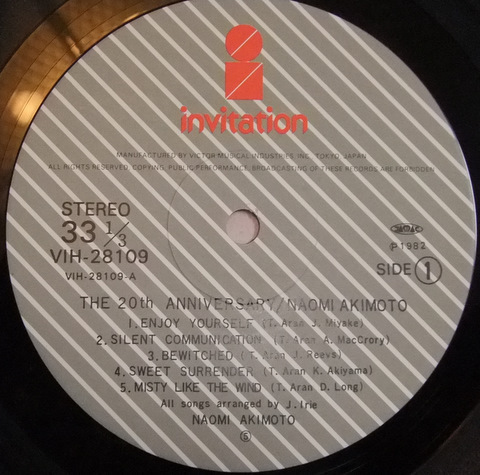 invitation
MANUFACTURED BY VICTOR MUSICAL INDUSTRIES, INC. TOKYO, JAPAN
ALL RIGHTS RESERVED. COPYING, PUBLIC PERFORMANCE, BROADCASTING OF THESE RECORDS ARE FORBIDDEN
STEREO
33 1/3
VIH-28109
VIH-28109-A
JASRAC
℗1982
SIDE 1
THE 20th ANNIVERSARY/NAOMI AKIMOTO
1. ENJOY YOURSELF (T. Aran J. Miyake)
2. SILENT COMMUNICATION (T. Aran A. MacCrory)
3. BEWITCHED (T. Aran J. Reevs)
4. SWEET SURRENDER (T. Aran K. Akiyama)
5. MISTY LIKE THE WIND (T. Aran D. Long)
All songs arranged by J. Irie
NAOMI AKIMOTO
Ⓢ